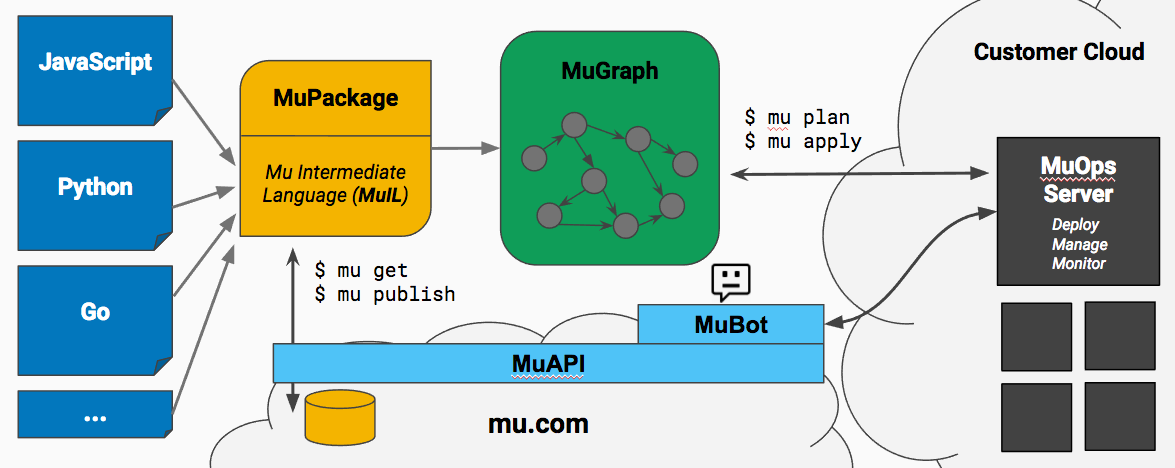 JavaScript
Python
Go
...
MuPackage
Mu Intermediate
Language (MuIL)
$ mu get
$ mu publish
MuGraph
$ mu plan
$ mu apply
MuBot
MuAPI
mu.com
Customer Cloud
MuOps
Server
Deploy
Manage
Monitor